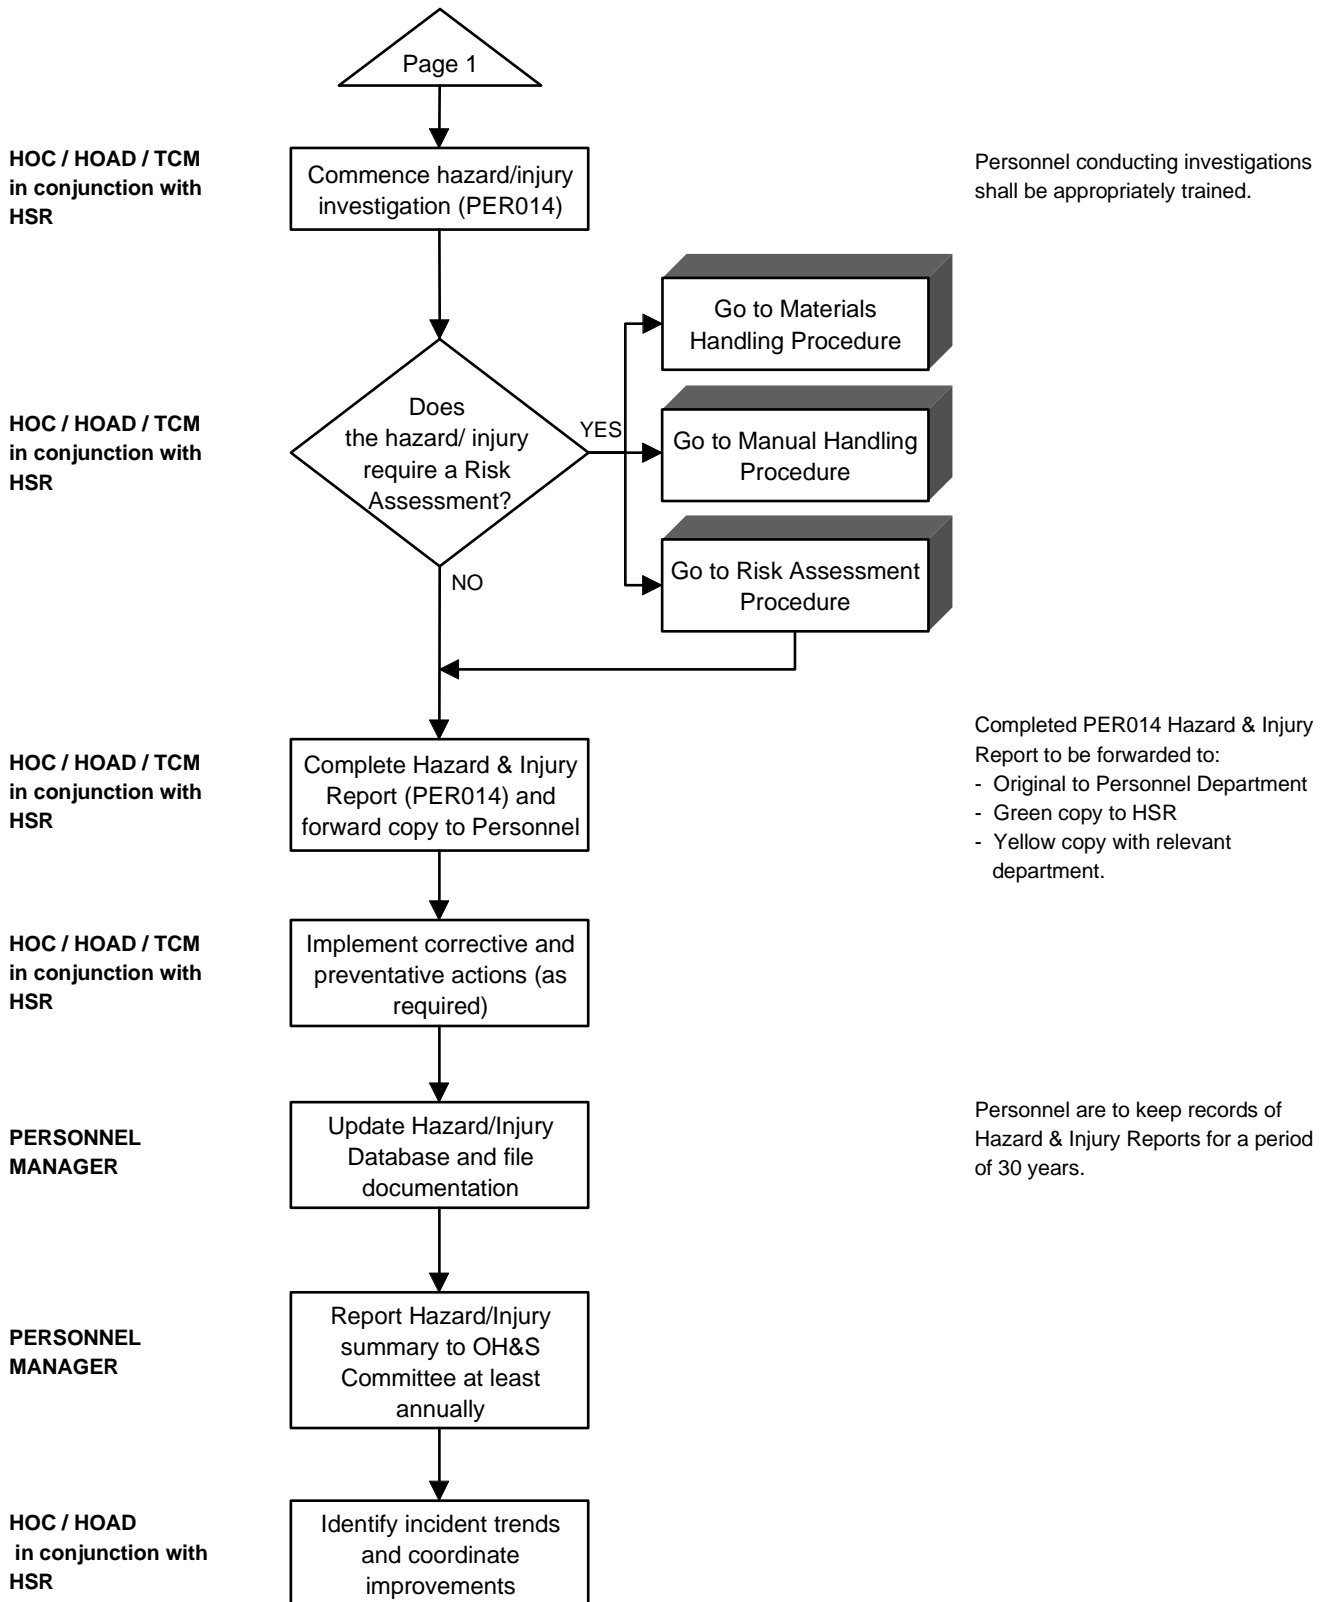 Page 1
HOC / HOAD / TCM
in conjunction with
HSR
Commence hazard/injury
investigation (PER014)
Personnel conducting investigations
shall be appropriately trained.
Go to Materials
Handling Procedure
HOC / HOAD / TCM
in conjunction with
HSR
Does
the hazard/ injury
require a Risk
Assessment?
YES
Go to Manual Handling
Procedure
NO
Go to Risk Assessment
Procedure
HOC / HOAD / TCM
in conjunction with
HSR
Complete Hazard & Injury
Report (PER014) and
forward copy to Personnel
Completed PER014 Hazard & Injury
Report to be forwarded to:
- Original to Personnel Department
- Green copy to HSR
- Yellow copy with relevant
department.
HOC / HOAD / TCM
in conjunction with
HSR
Implement corrective and
preventative actions (as
required)
PERSONNEL
MANAGER
Update Hazard/Injury
Database and file
documentation
Personnel are to keep records of
Hazard & Injury Reports for a period
of 30 years.
PERSONNEL
MANAGER
Report Hazard/Injury
summary to OH&S
Committee at least
annually
HOC / HOAD
in conjunction with
HSR
Identify incident trends
and coordinate
improvements